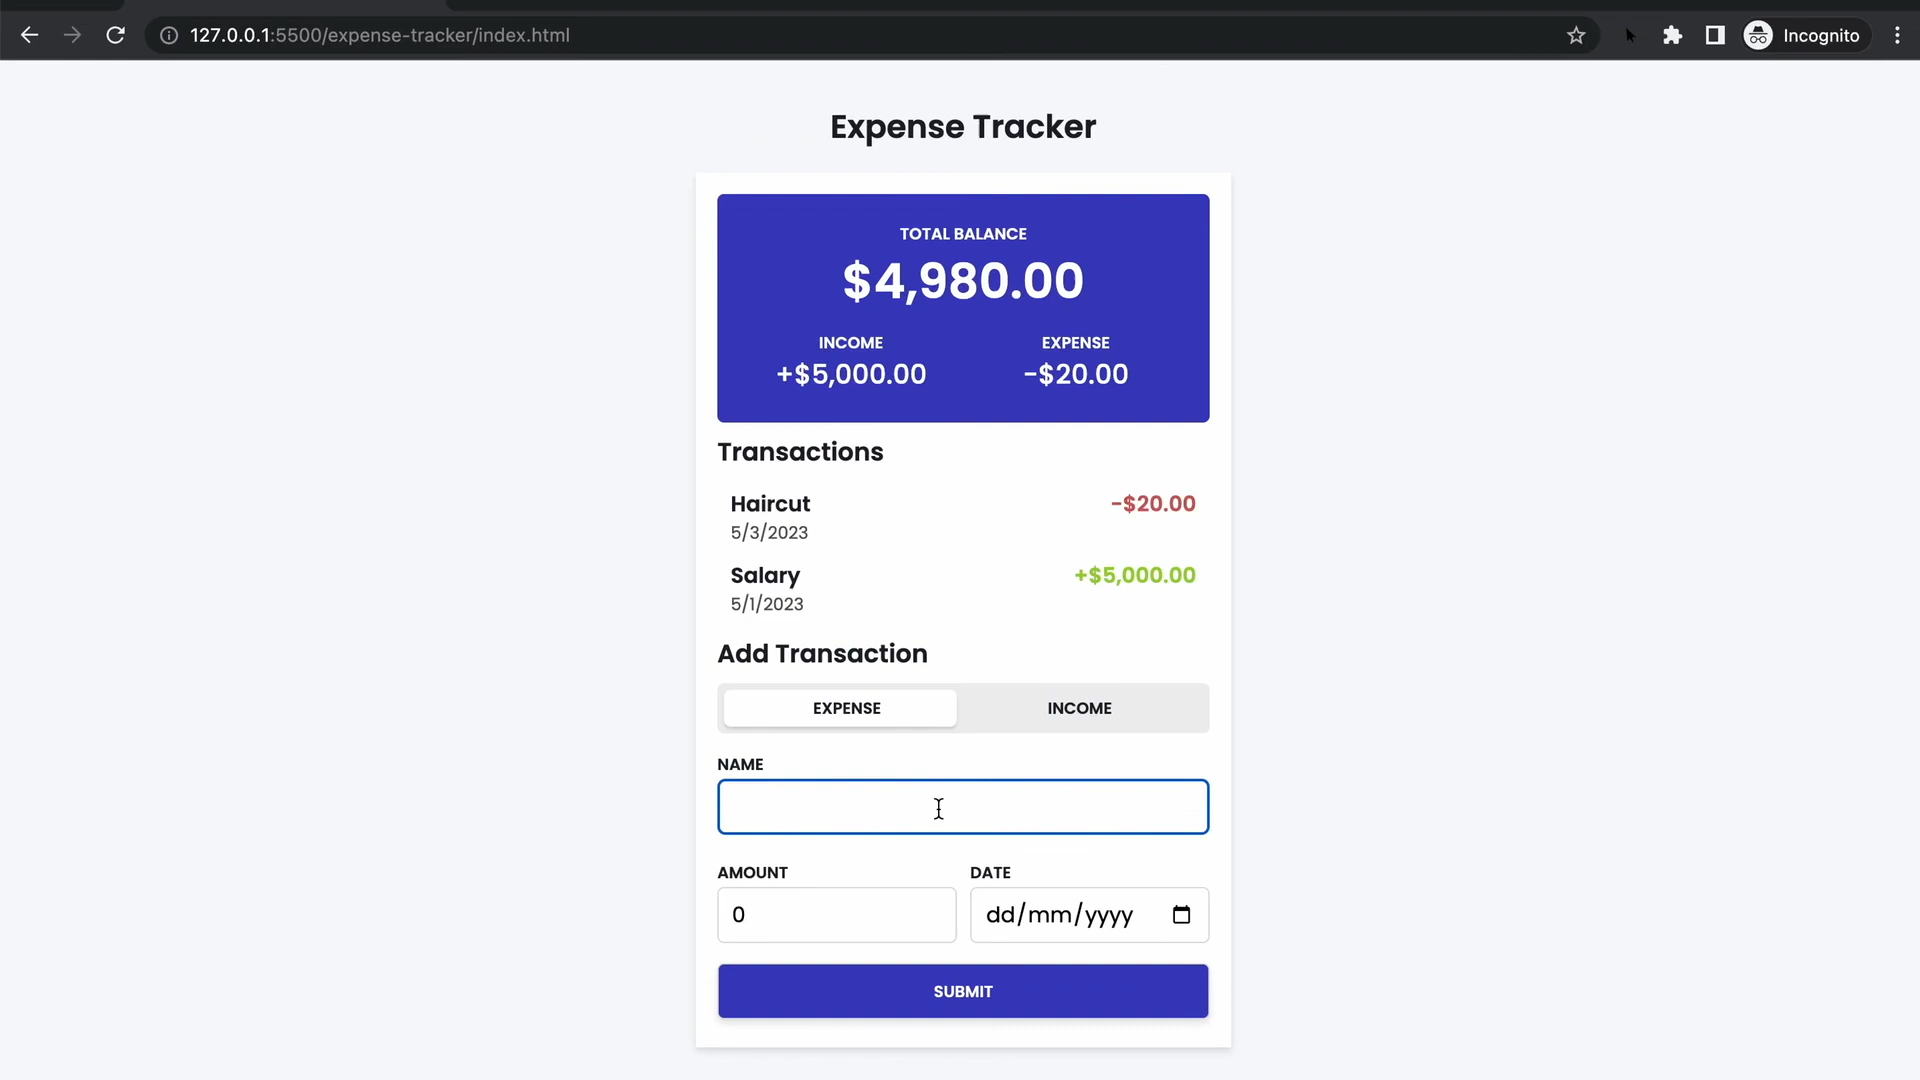 127.0.0.1:5500/expense-tracker/index.html
Incognito
Expense Tracker
TOTAL BALANCE
$4,980.00
INCOME EXPENSE
+$5,000.00 -$20.00
Transactions
Haircut -$20.00
5/3/2023
Salary +$5,000.00
5/1/2023
Add Transaction
EXPENSE INCOME
NAME
AMOUNT DATE
0 dd/mm/yyyy
SUBMIT